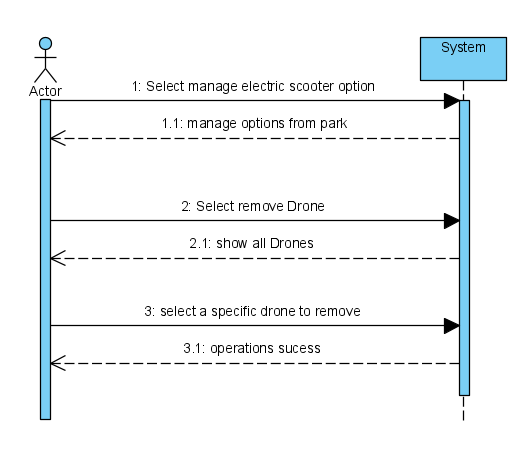 System
Actor
1: Select manage electric scooter option
1.1: manage options from park
2: Select remove Drone
2.1: show all Drones
3: select a specific drone to remove
3.1: operations sucess